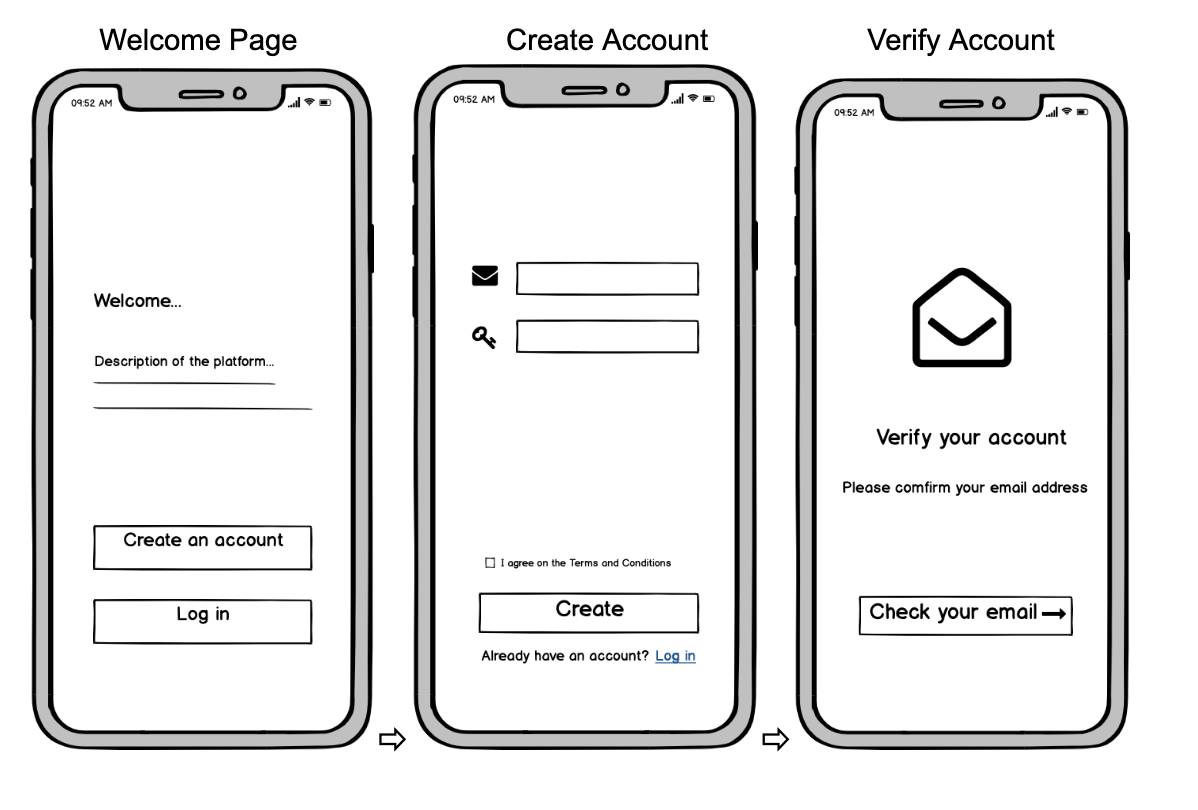 Welcome Page
09:52 AM
Welcome...
Description of the platform...
Create an account
Log in
Create Account
09:52 AM
I agree on the Terms and Conditions
Create
Already have an account? Log in
Verify Account
09:52 AM
Verify your account
Please comfirm your email address
Check your email